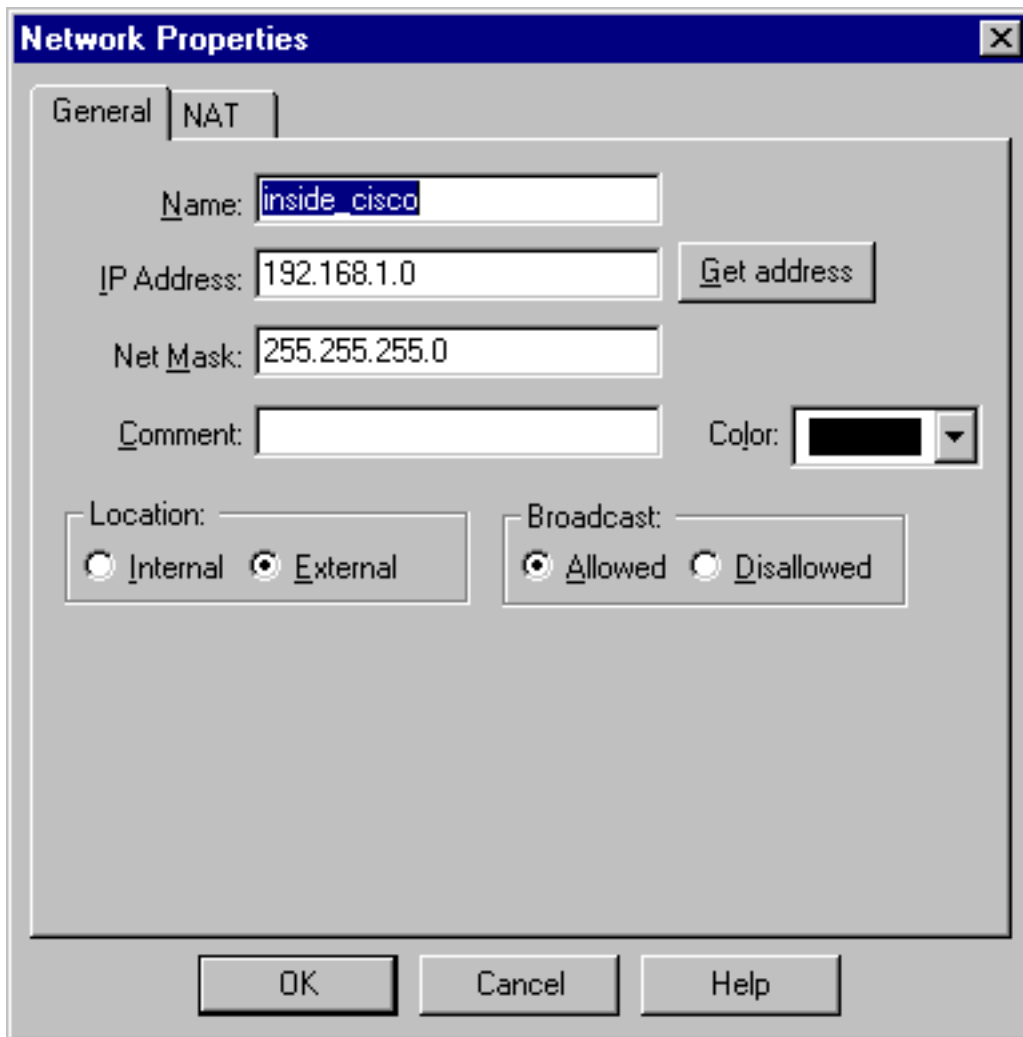 Network Properties
General NAT
Name: inside_cisco
IP Address: 192.168.1.0 Get address
Net Mask: 255.255.255.0
Comment: Color:
Location: Broadcast:
Internal External Allowed Disallowed
OK Cancel Help